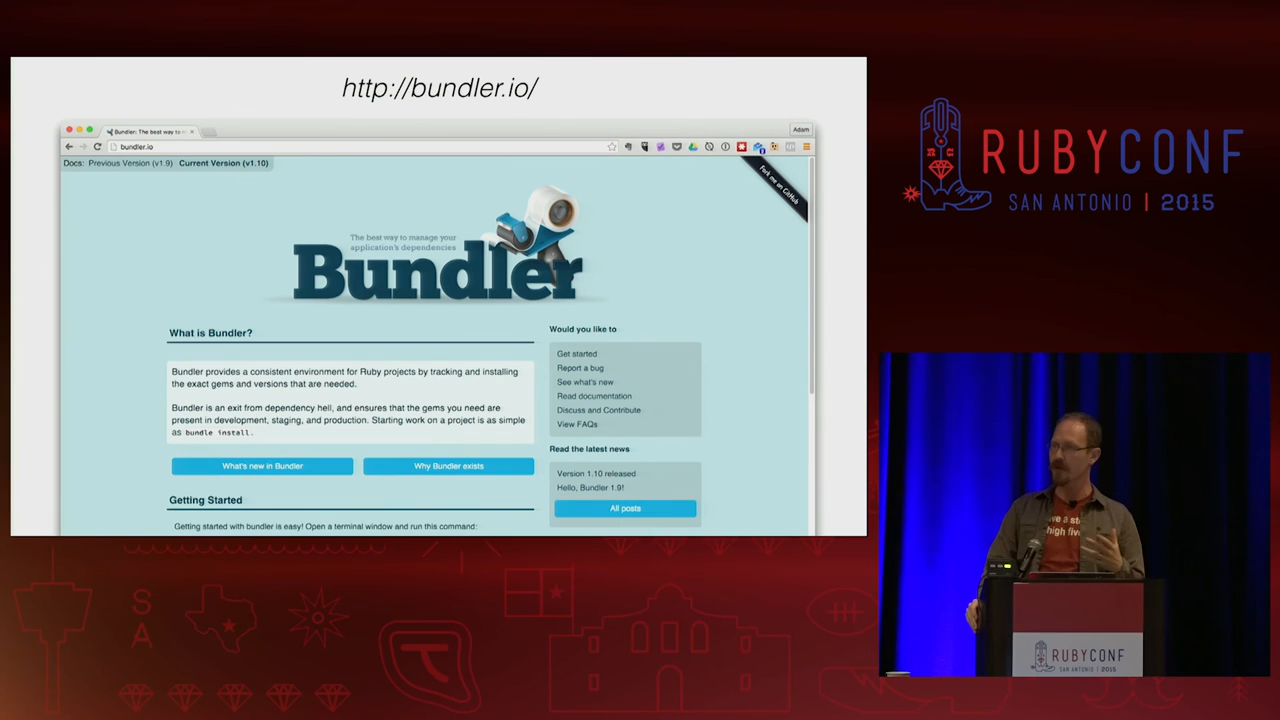 http://bundler.io/
Bundler: The best way to m
Adam
bundler.io
Docs: Previous Version (v1.9) Current Version (v1.10)
Fork me on GitHub
The best way to manage your
application's dependencies
Bundler
What is Bundler?
Bundler provides a consistent environment for Ruby projects by tracking and installing
the exact gems and versions that are needed.
Bundler is an exit from dependency hell, and ensures that the gems you need are
present in development, staging, and production. Starting work on a project is as simple
as bundle install.
What's new in Bundler
Why Bundler exists
Getting Started
Getting started with bundler is easy! Open a terminal window and run this command:
Would you like to
Get started
Report a bug
See what's new
Read documentation
Discuss and Contribute
View FAQs
Read the latest news
Version 1.10 released
Hello, Bundler 1.9!
All posts
RUBYCONF
SAN ANTONIO | 2015
high five
RUBYCONF
SAN ANTONIO | 2015
S
A